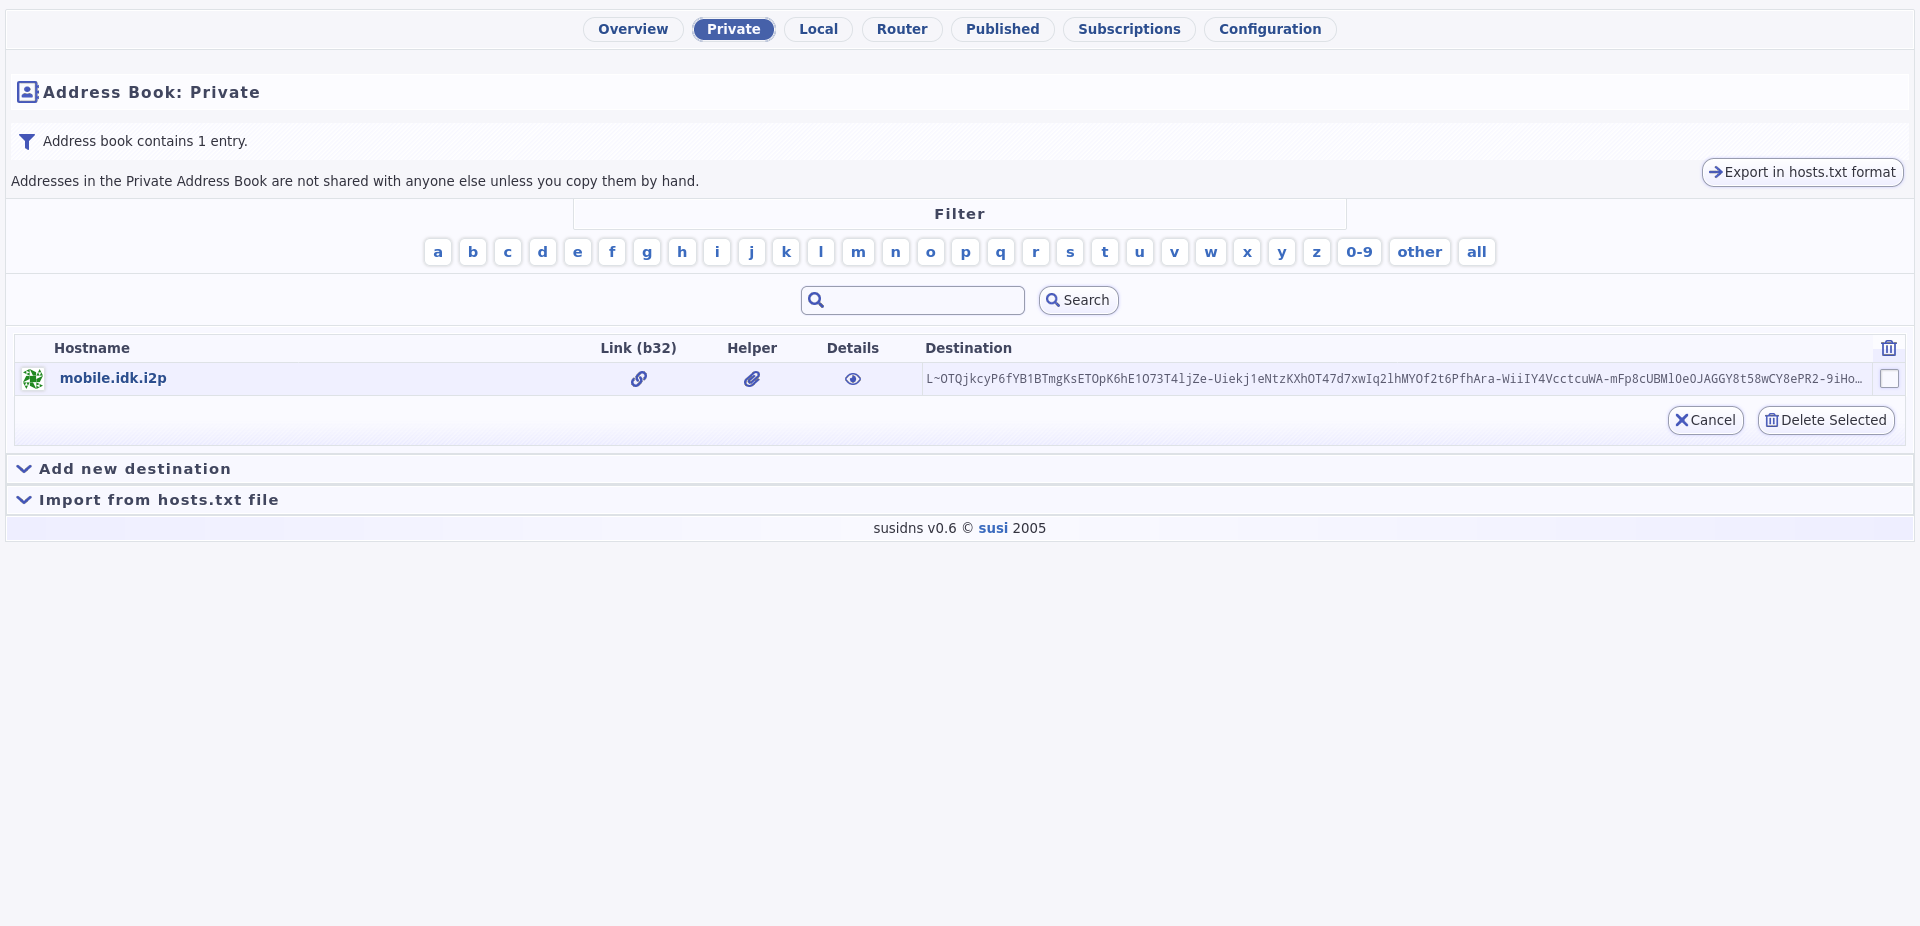 Overview Private Local Router Published Subscriptions Configuration
Address Book: Private
Address book contains 1 entry.
Export in hosts.txt format
Addresses in the Private Address Book are not shared with anyone else unless you copy them by hand.
Filter
a b c d e f g h i j k l m n o p q r s t u v w x y z 0-9 other all
Search
Hostname Link (b32) Helper Details Destination
mobile.idk.i2p L~OTQjkcyP6fYB1BTmgKsETOpK6hE1O73T4ljZe-Uiekj1eNtzKXhOT47d7xwIq2lhMYOf2t6PfhAra-WiiIY4VcctcuWA-mFp8cUBMlOeOJAGGY8t58wCY8ePR2-9iHo…
Cancel Delete Selected
Add new destination
Import from hosts.txt file
susidns v0.6 © susi 2005